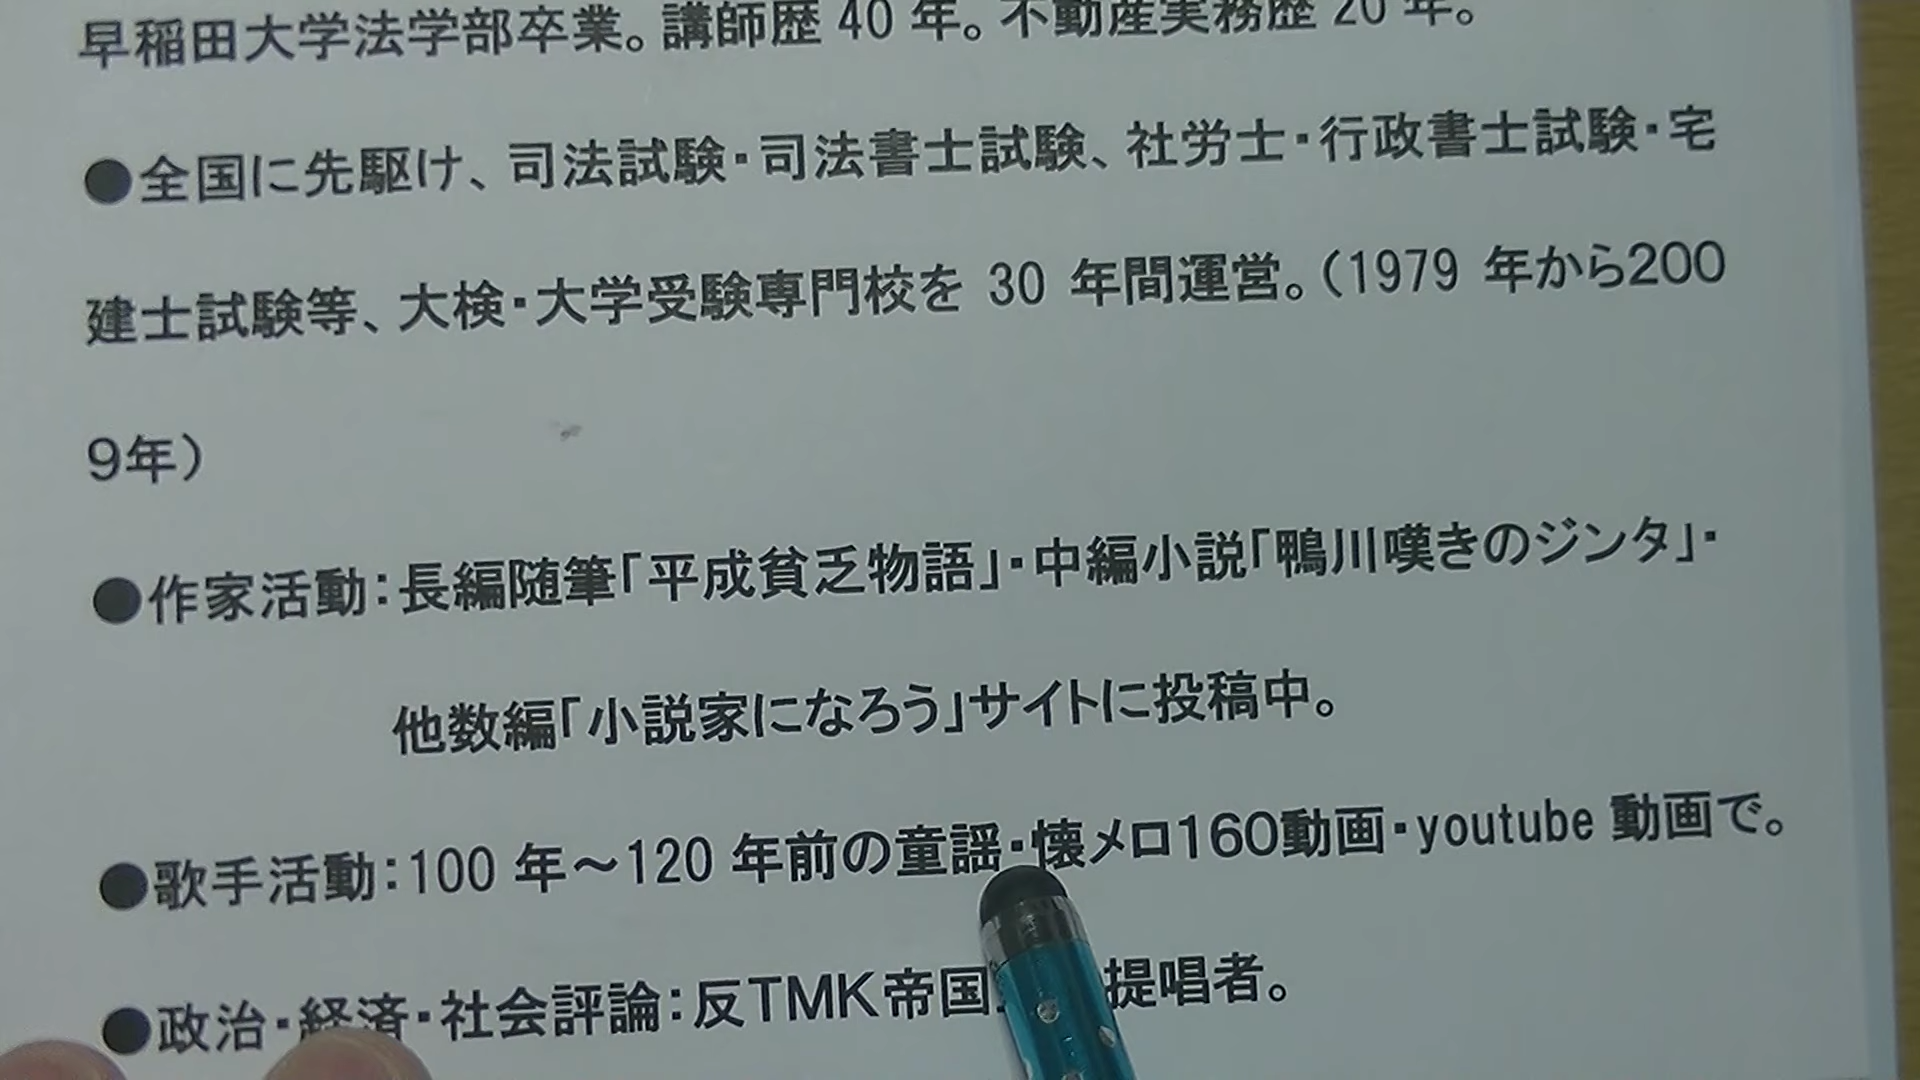 早稲田大学法学部卒業。講師歴 40 年。不動産実務歴 20 年。
●全国に先駆け、司法試験・司法書士試験、社労士・行政書士試験・宅
建士試験等、大検・大学受験専門校を 30 年間運営。（1979 年から200
9年）
●作家活動：長編随筆「平成貧乏物語」・中編小説「鴨川嘆きのジンタ」・
他数編「小説家になろう」サイトに投稿中。
●歌手活動：100 年～120 年前の童謡・懐メロ160動画・youtube 動画で。
●政治・経済・社会評論：反TMK帝国 提唱者。